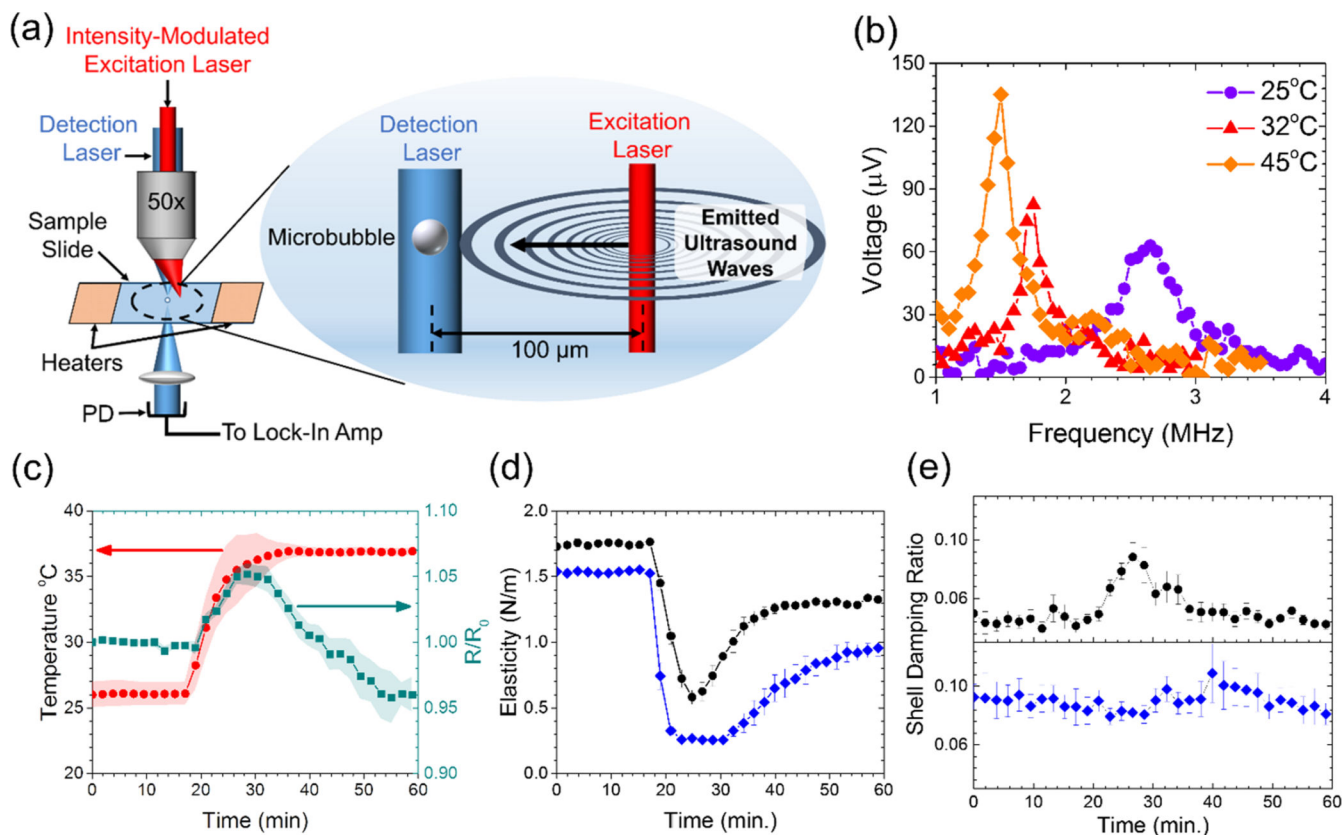 (a)
Intensity-Modulated
Excitation Laser
Detection
Laser
50x
Sample
Slide
Heaters
PD
To Lock-In Amp
Detection
Laser
Excitation
Laser
Microbubble
Emitted
Ultrasound
Waves
100 µm
(b)
150
120
90
60
30
0
Voltage (µV)
25°C
32°C
45°C
1 2 3 4
Frequency (MHz)
(c)
40
35
30
25
20
Temperature °C
1.10
1.05
1.00
0.95
0.90
R/R0
0 10 20 30 40 50 60
Time (min)
(d)
2.0
1.5
1.0
0.5
0.0
Elasticity (N/m)
0 10 20 30 40 50 60
Time (min.)
(e)
0.10
0.06
0.10
0.06
Shell Damping Ratio
0 10 20 30 40 50 60
Time (min.)